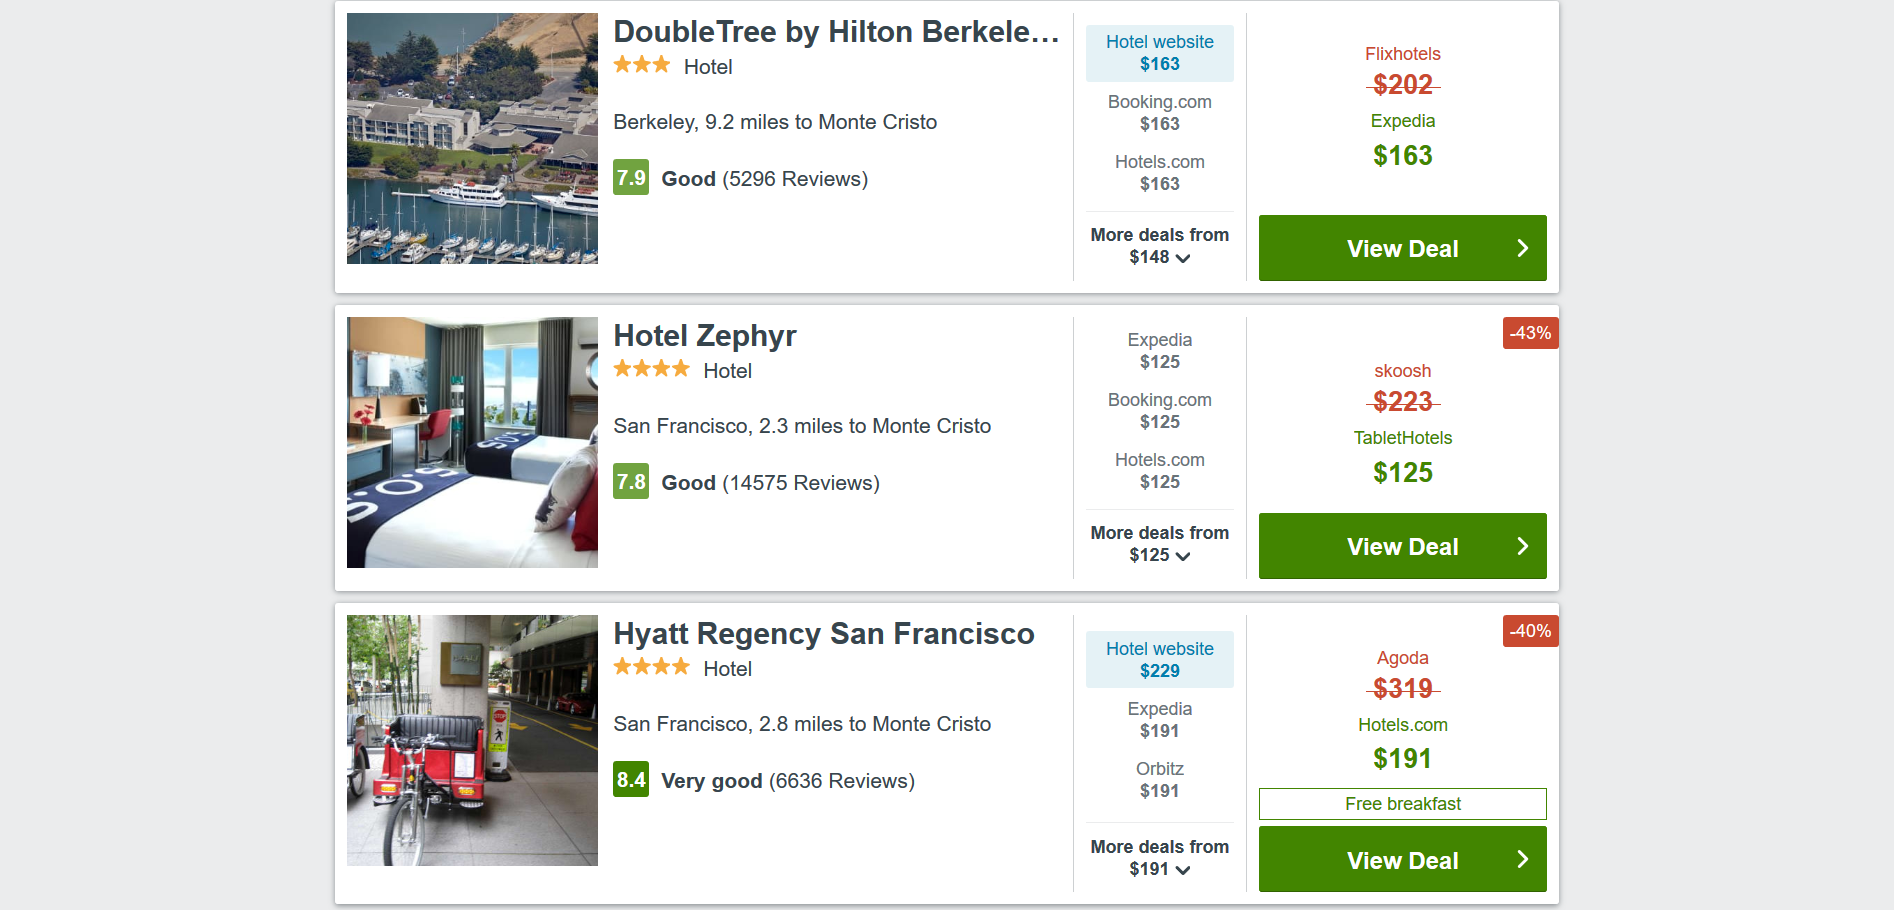 DoubleTree by Hilton Berkele...
Hotel
Berkeley, 9.2 miles to Monte Cristo
7.9 Good (5296 Reviews)
Hotel website
$163
Booking.com
$163
Hotels.com
$163
More deals from
$148
Flixhotels
$202
Expedia
$163
View Deal
Hotel Zephyr
Hotel
San Francisco, 2.3 miles to Monte Cristo
7.8 Good (14575 Reviews)
S.O.S
SOS
Expedia
$125
Booking.com
$125
Hotels.com
$125
More deals from
$125
-43%
skoosh
$223
TabletHotels
$125
View Deal
Hyatt Regency San Francisco
Hotel
San Francisco, 2.8 miles to Monte Cristo
8.4 Very good (6636 Reviews)
STOP
Hotel website
$229
Expedia
$191
Orbitz
$191
More deals from
$191
-40%
Agoda
$319
Hotels.com
$191
Free breakfast
View Deal